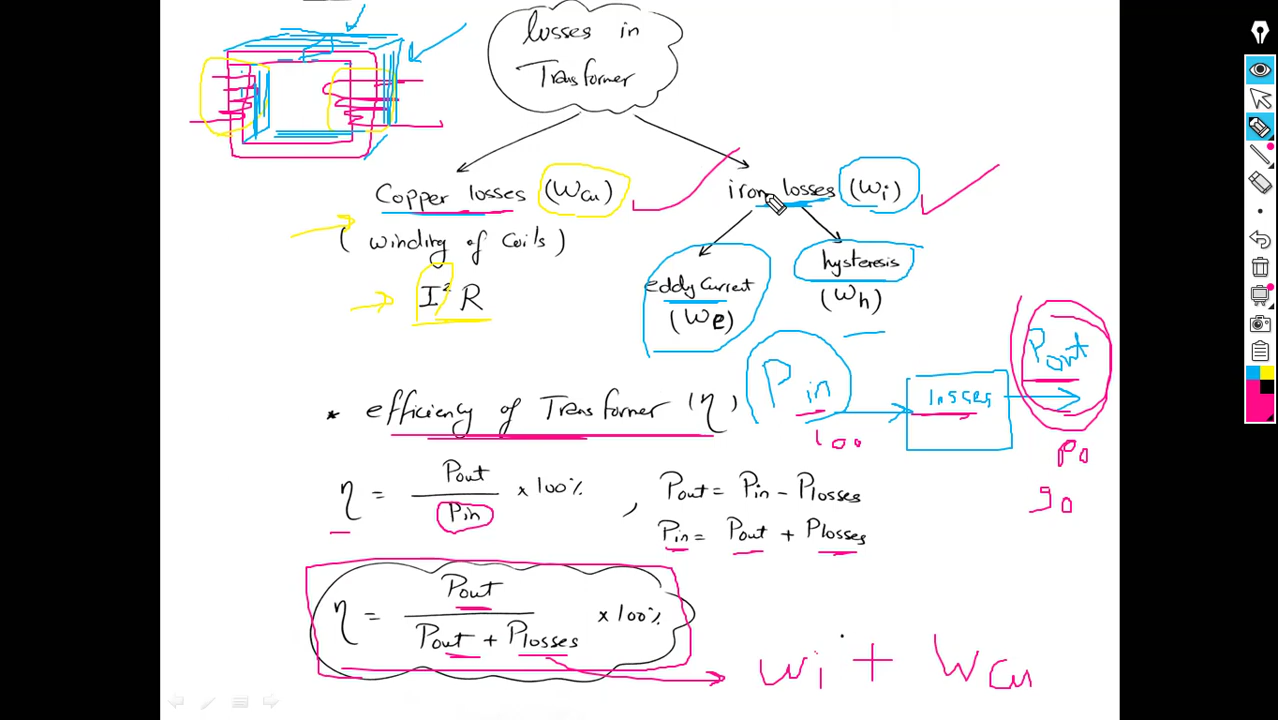 losses in
Transformer
Copper losses (Wcu)
iron losses (Wi)
( winding of coils )
I² R
eddy current
(We)
hysteresis
(Wh)
Pin
100
losses
Pout
90
* efficiency of Transformer (η)
η = Pout / Pin × 100% , Pout = Pin - Plosses
Pin = Pout + Plosses
η = Pout / Pout + Plosses × 100%
Wi + Wcu